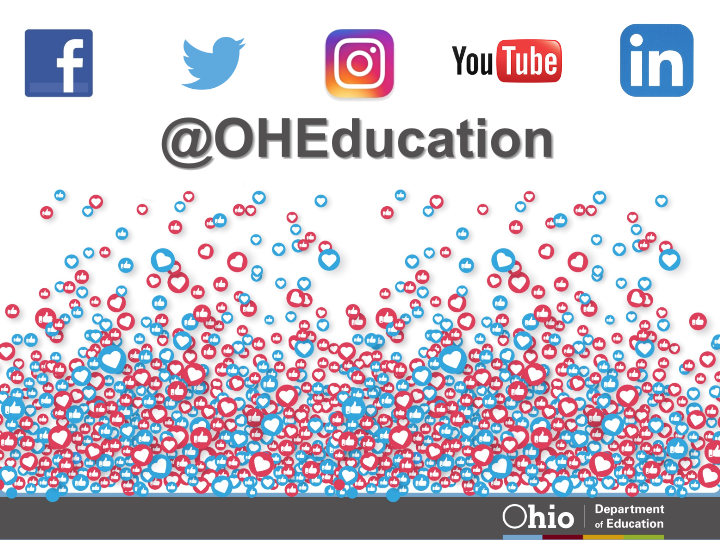 f
You Tube
in
@OHEducation
Ohio
Department
of Education